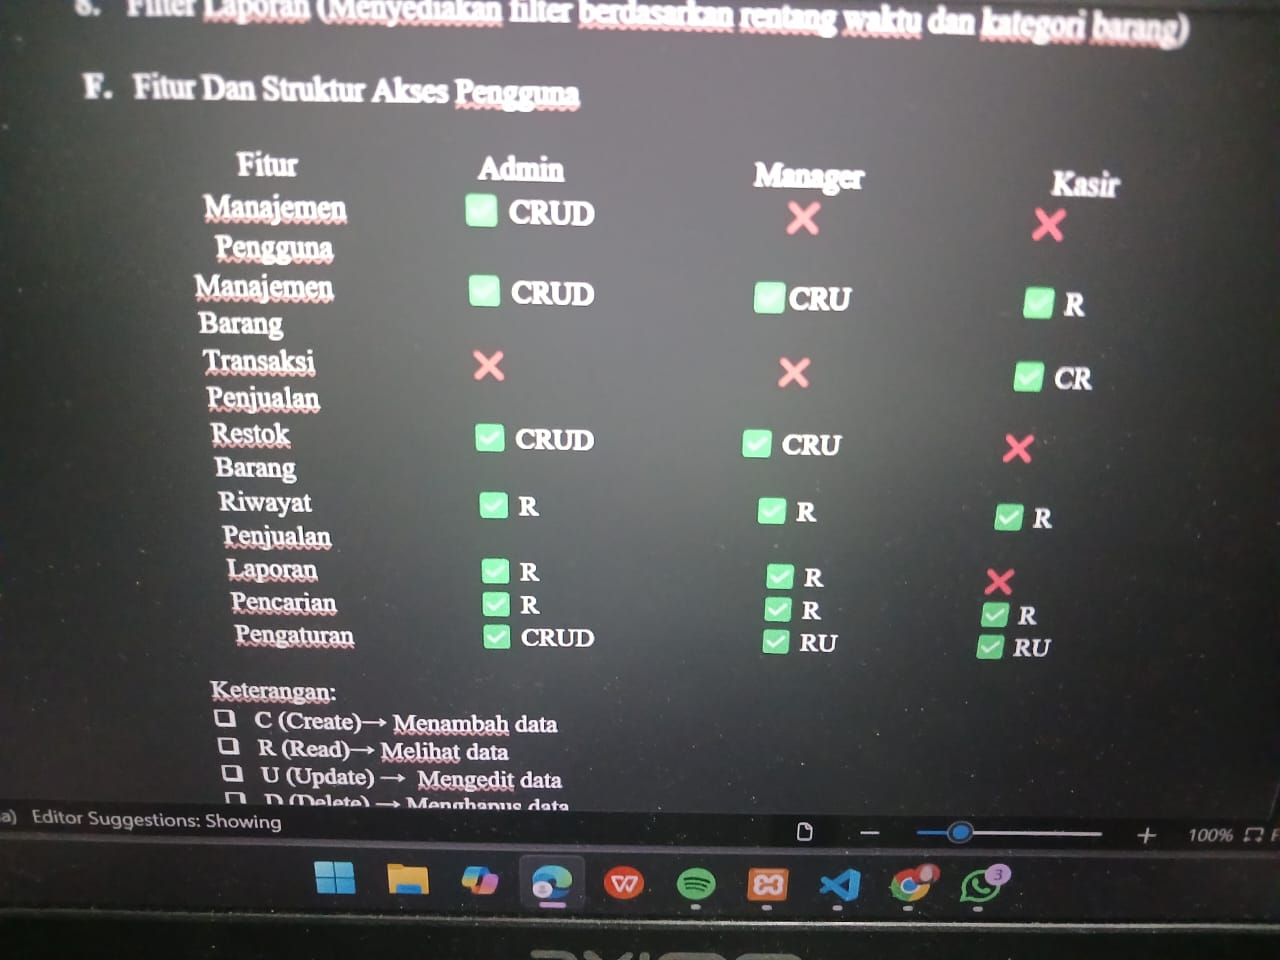 8. Filter Laporan (Menyediakan filter berdasarkan rentang waktu dan kategori barang)
F. Fitur Dan Struktur Akses Pengguna
Fitur Admin Manager Kasir
Manajemen Pengguna ✅ CRUD ❌ ❌
Manajemen Barang ✅ CRUD ✅ CRU ✅ R
Transaksi Penjualan ❌ ❌ ✅ CR
Restok Barang ✅ CRUD ✅ CRU ❌
Riwayat Penjualan ✅ R ✅ R ✅ R
Laporan ✅ R ✅ R ❌
Pencarian ✅ R ✅ R ✅ R
Pengaturan ✅ CRUD ✅ RU ✅ RU
Keterangan:
❑ C (Create)→ Menambah data
❑ R (Read)→ Melihat data
❑ U (Update) → Mengedit data
❑ D (Delete) → Menghapus data
Editor Suggestions: Showing
100%
3